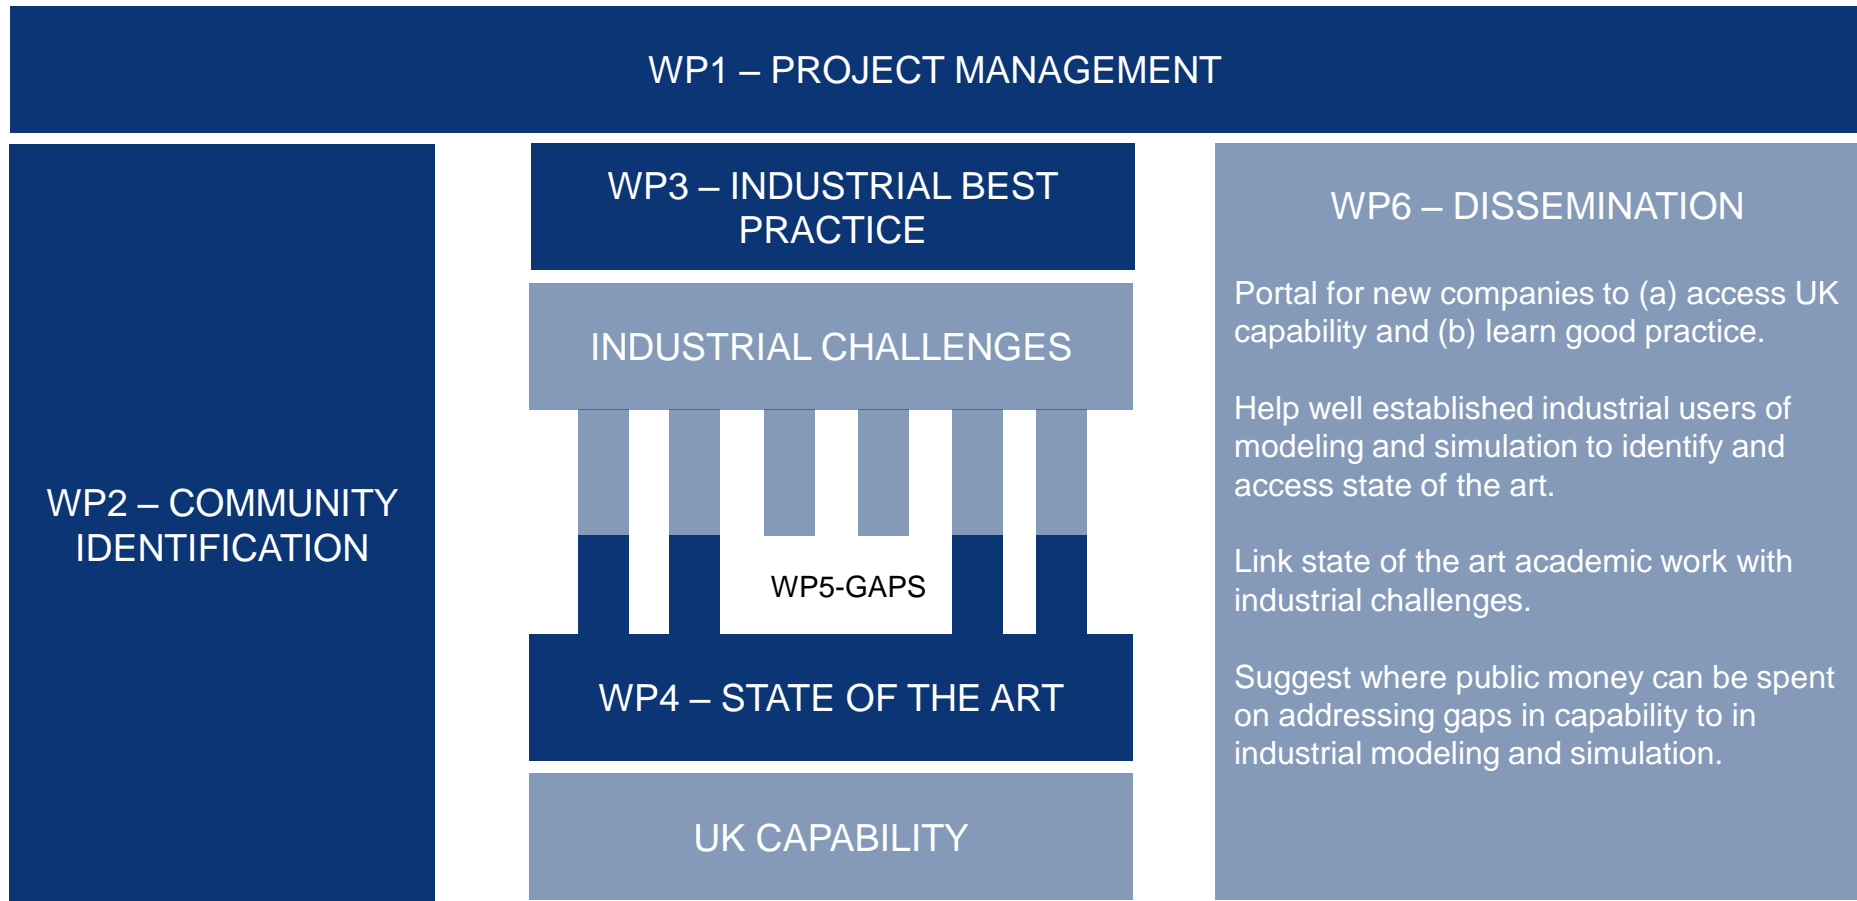 WP1 – PROJECT MANAGEMENT
WP2 – COMMUNITY
IDENTIFICATION
WP3 – INDUSTRIAL BEST
PRACTICE
INDUSTRIAL CHALLENGES
WP5-GAPS
WP4 – STATE OF THE ART
UK CAPABILITY
WP6 – DISSEMINATION
Portal for new companies to (a) access UK
capability and (b) learn good practice.
Help well established industrial users of
modeling and simulation to identify and
access state of the art.
Link state of the art academic work with
industrial challenges.
Suggest where public money can be spent
on addressing gaps in capability to in
industrial modeling and simulation.